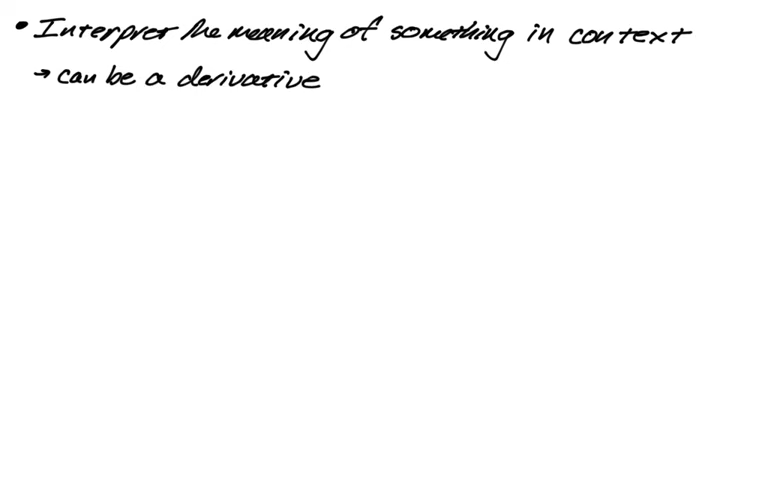 • Interpret the meaning of something in context
→ can be a derivative